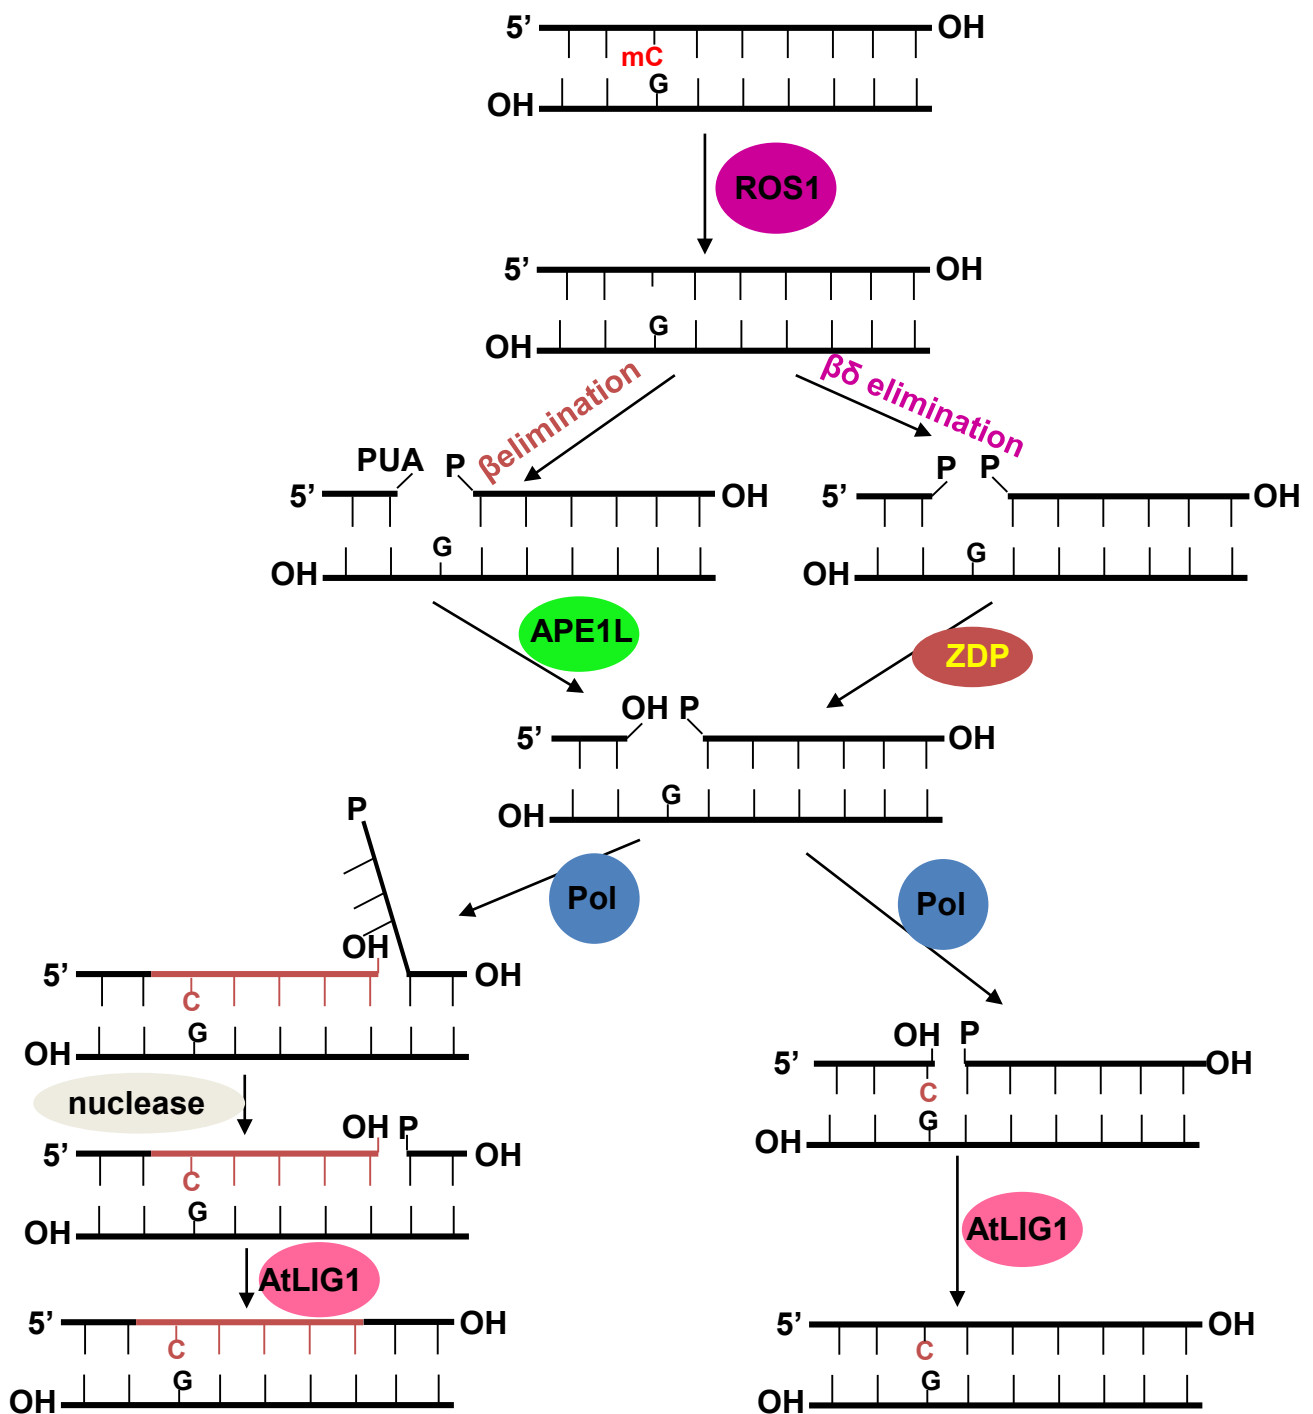 5’ OH
mC
G
OH
ROS1
5’ OH
G
OH
βelimination
βδ elimination
PUA P
5’ OH
G
OH
P P
5’ OH
G
OH
APE1L
ZDP
OH P
5’ OH
G
OH
Pol
Pol
P
OH
5’ OH
C
G
OH
nuclease
OH P
5’ OH
C
G
OH
AtLIG1
5’ OH
C
G
OH
OH P
5’ OH
C
G
OH
AtLIG1
5’ OH
C
G
OH